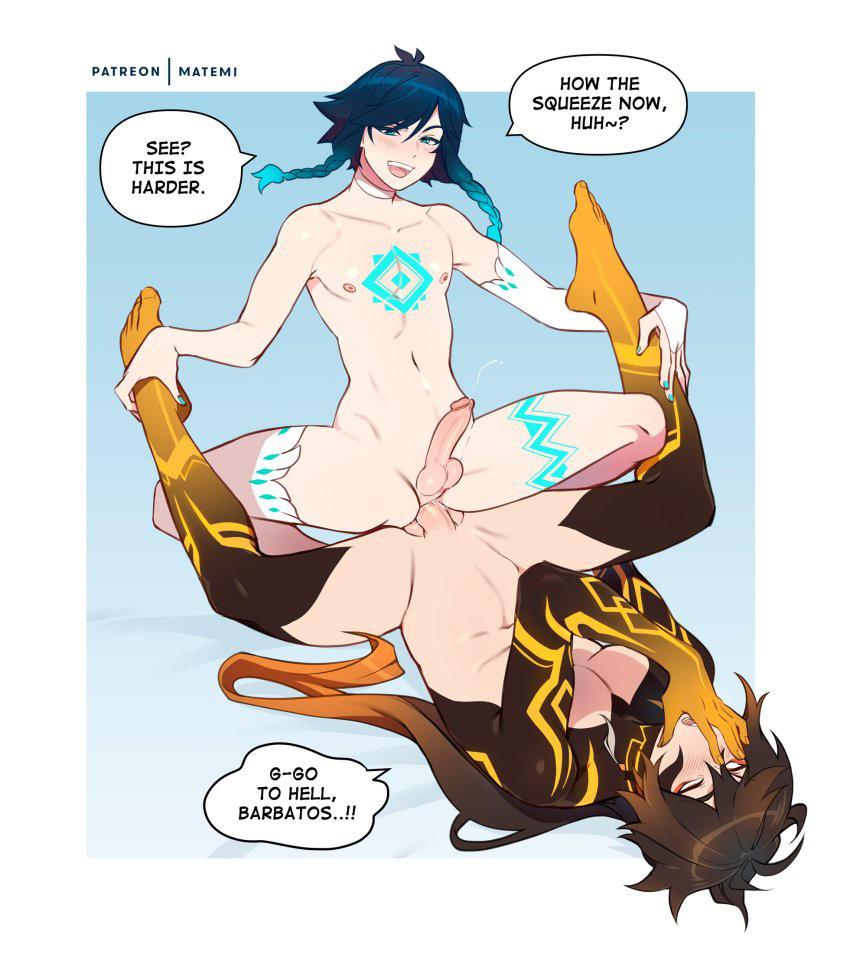 PATREON | MATEMI
SEE?
THIS IS
HARDER.
HOW THE
SQUEEZE NOW,
HUH~?
G-GO
TO HELL,
BARBATOS..!!